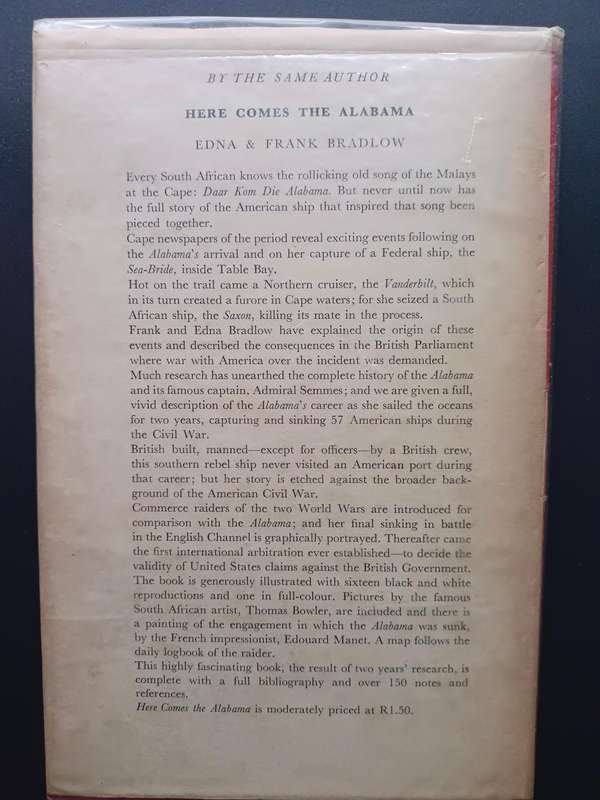 BY THE SAME AUTHOR
HERE COMES THE ALABAMA
EDNA & FRANK BRADLOW
Every South African knows the rollicking old song of the Malays
at the Cape: Daar Kom Die Alabama. But never until now has
the full story of the American ship that inspired that song been
pieced together.
Cape newspapers of the period reveal exciting events following on
the Alabama's arrival and on her capture of a Federal ship, the
Sea-Bride, inside Table Bay.
Hot on the trail came a Northern cruiser, the Vanderbilt, which
in its turn created a furore in Cape waters; for she seized a South
African ship, the Saxon, killing its mate in the process.
Frank and Edna Bradlow have explained the origin of these
events and described the consequences in the British Parliament
where war with America over the incident was demanded.
Much research has unearthed the complete history of the Alabama
and its famous captain, Admiral Semmes; and we are given a full,
vivid description of the Alabama's career as she sailed the oceans
for two years, capturing and sinking 57 American ships during
the Civil War.
British built, manned—except for officers—by a British crew,
this southern rebel ship never visited an American port during
that career; but her story is etched against the broader back-
ground of the American Civil War.
Commerce raiders of the two World Wars are introduced for
comparison with the Alabama; and her final sinking in battle
in the English Channel is graphically portrayed. Thereafter came
the first international arbitration ever established—to decide the
validity of United States claims against the British Government.
The book is generously illustrated with sixteen black and white
reproductions and one in full-colour. Pictures by the famous
South African artist, Thomas Bowler, are included and there is
a painting of the engagement in which the Alabama was sunk,
by the French impressionist, Edouard Manet. A map follows the
daily logbook of the raider.
This highly fascinating book, the result of two years' research, is
complete with a full bibliography and over 150 notes and
references.
Here Comes the Alabama is moderately priced at R1.50.